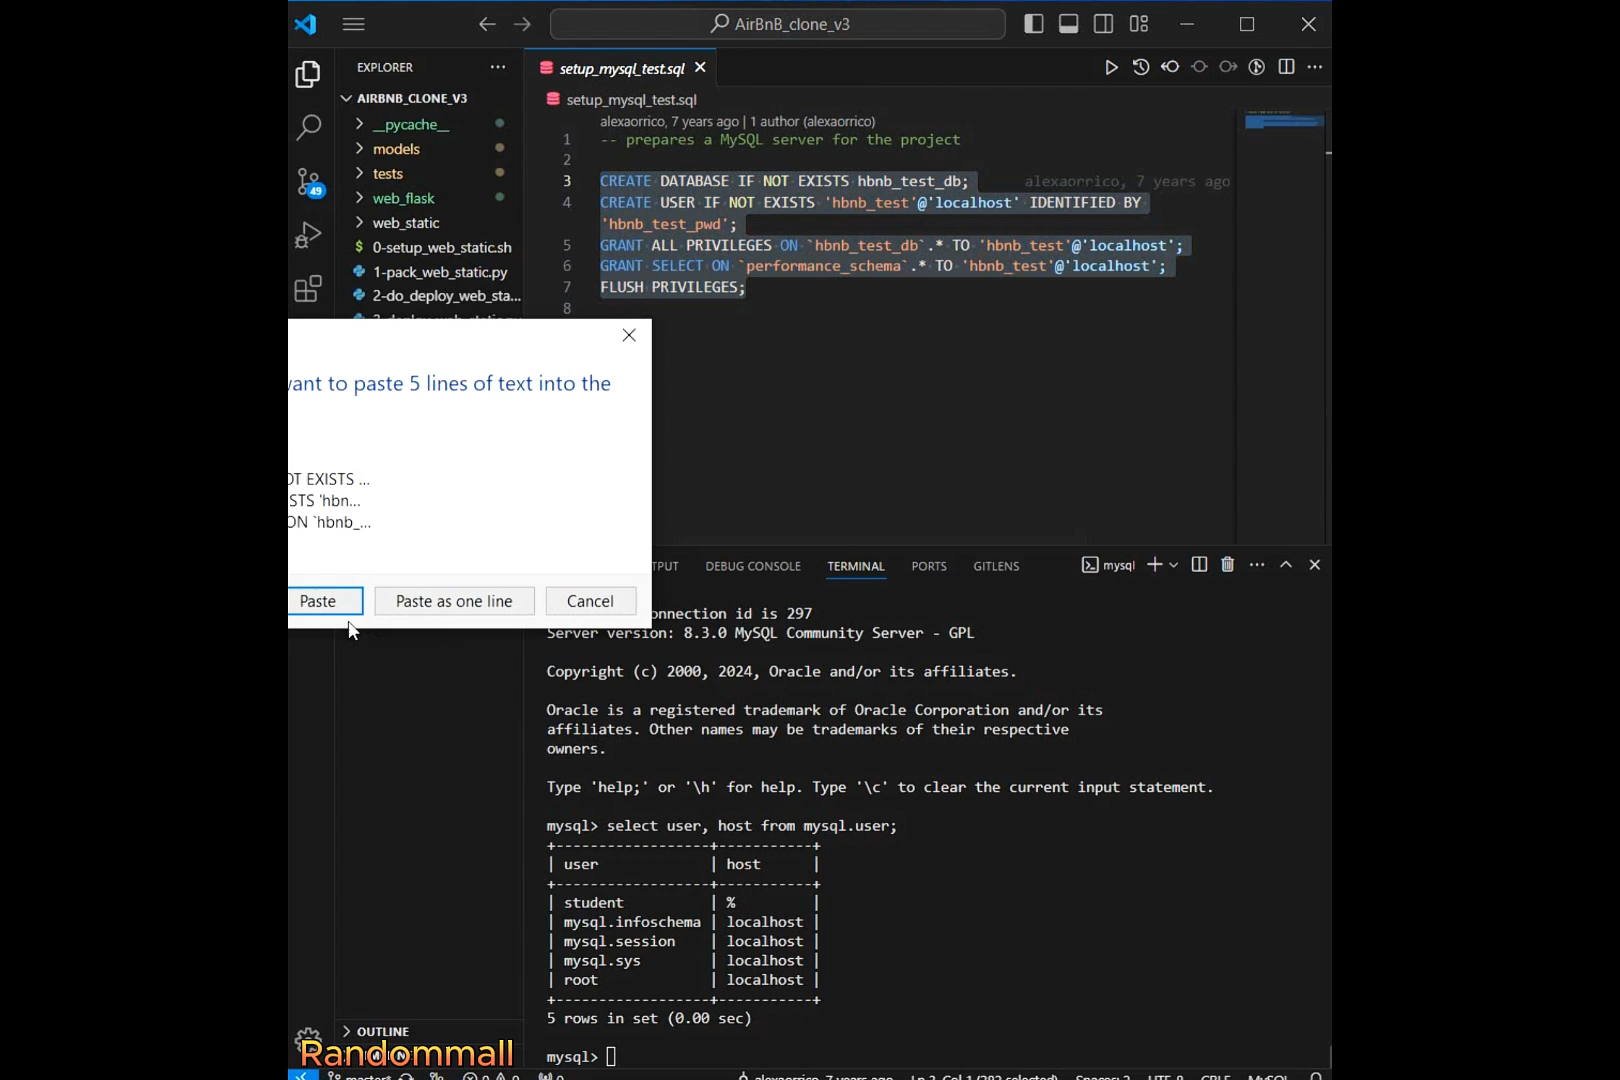 AirBnB_clone_v3
EXPLORER
AIRBNB_CLONE_V3
__pycache__
models
tests
web_flask
web_static
$ 0-setup_web_static.sh
1-pack_web_static.py
2-do_deploy_web_sta...
49
setup_mysql_test.sql
setup_mysql_test.sql
alexaorrico, 7 years ago | 1 author (alexaorrico)
1 -- prepares a MySQL server for the project
2
3 CREATE DATABASE IF NOT EXISTS hbnb_test_db; alexaorrico, 7 years ago
4 CREATE USER IF NOT EXISTS 'hbnb_test'@'localhost' IDENTIFIED BY
'hbnb_test_pwd';
5 GRANT ALL PRIVILEGES ON `hbnb_test_db`.* TO 'hbnb_test'@'localhost';
6 GRANT SELECT ON `performance_schema`.* TO 'hbnb_test'@'localhost';
7 FLUSH PRIVILEGES;
8
want to paste 5 lines of text into the
OT EXISTS ...
STS 'hbn...
ON `hbnb_...
Paste Paste as one line Cancel
TPUT DEBUG CONSOLE TERMINAL PORTS GITLENS mysql
onnection id is 297
Server version: 8.3.0 MySQL Community Server - GPL
Copyright (c) 2000, 2024, Oracle and/or its affiliates.
Oracle is a registered trademark of Oracle Corporation and/or its
affiliates. Other names may be trademarks of their respective
owners.
Type 'help;' or '\h' for help. Type '\c' to clear the current input statement.
mysql> select user, host from mysql.user;
+------------------+-----------+
| user | host |
+------------------+-----------+
| student | % |
| mysql.infoschema | localhost |
| mysql.session | localhost |
| mysql.sys | localhost |
| root | localhost |
+------------------+-----------+
5 rows in set (0.00 sec)
mysql>
OUTLINE
Randommall